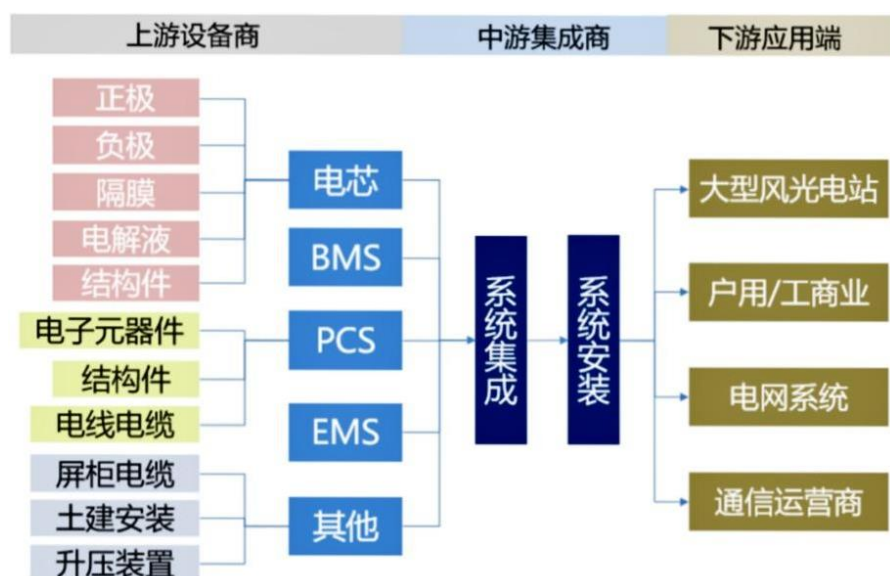 上游设备商
中游集成商
下游应用端
正极
负极
隔膜
电解液
结构件
电子元器件
结构件
电线电缆
屏柜电缆
土建安装
升压装置
电芯
BMS
PCS
EMS
其他
系统集成
系统安装
大型风光电站
户用/工商业
电网系统
通信运营商